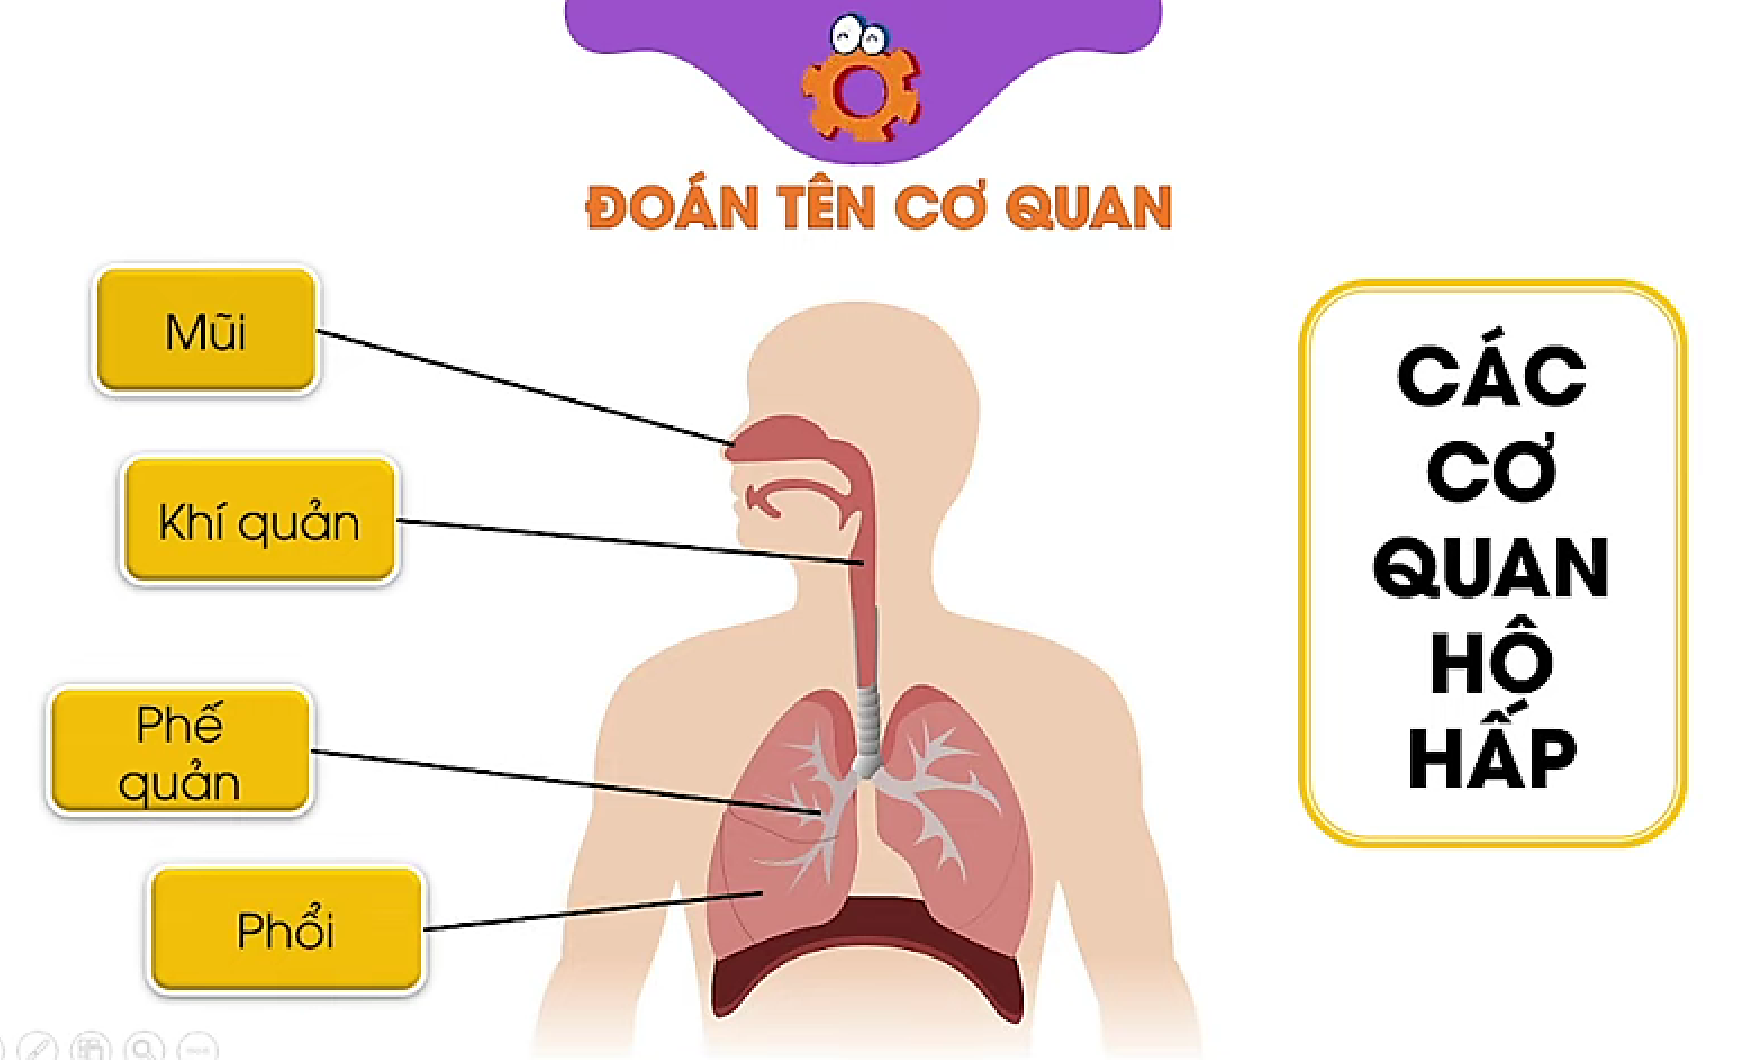 ĐOÁN TÊN CƠ QUAN
Mũi
Khí quản
Phế
quản
Phổi
CÁC
CƠ
QUAN
HÔ
HẤP